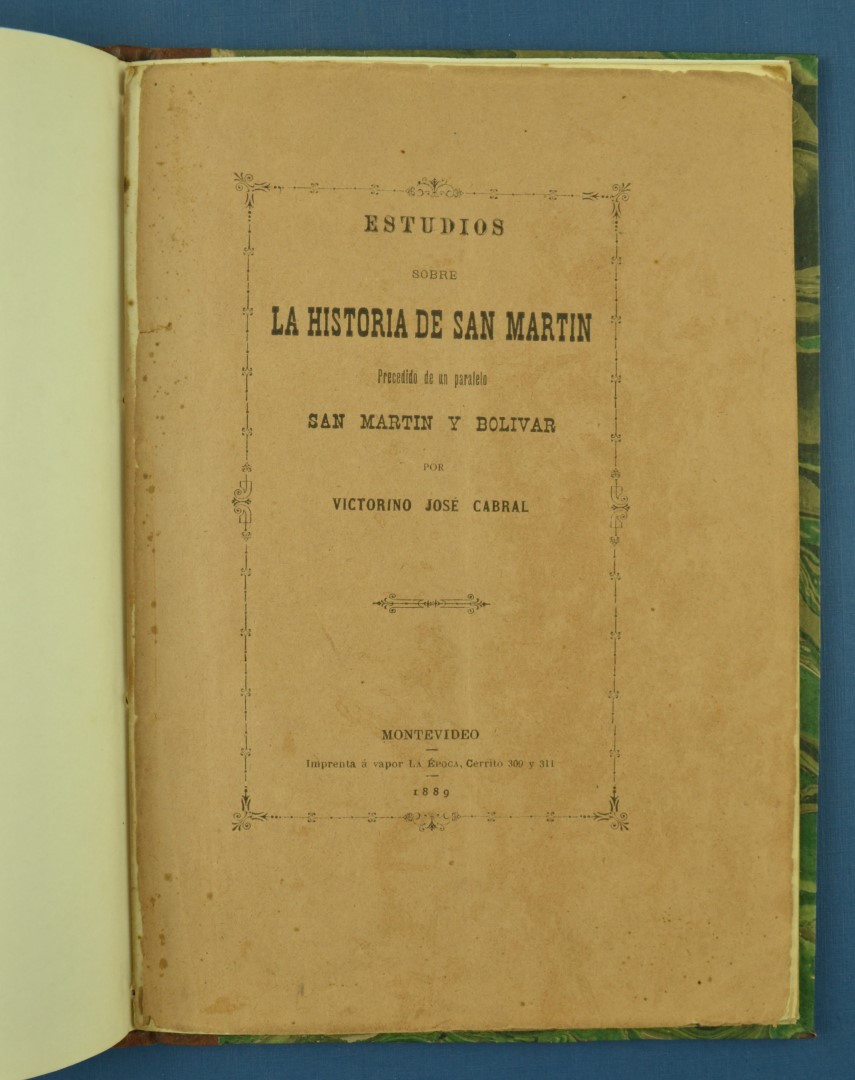 ESTUDIOS
SOBRE
LA HISTORIA DE SAN MARTIN
Precedido de un paralelo
SAN MARTIN Y BOLIVAR
POR
VICTORINO JOSÉ CABRAL
MONTEVIDEO
Imprenta á vapor LA ÉPOCA, Cerrito 309 y 311
1889